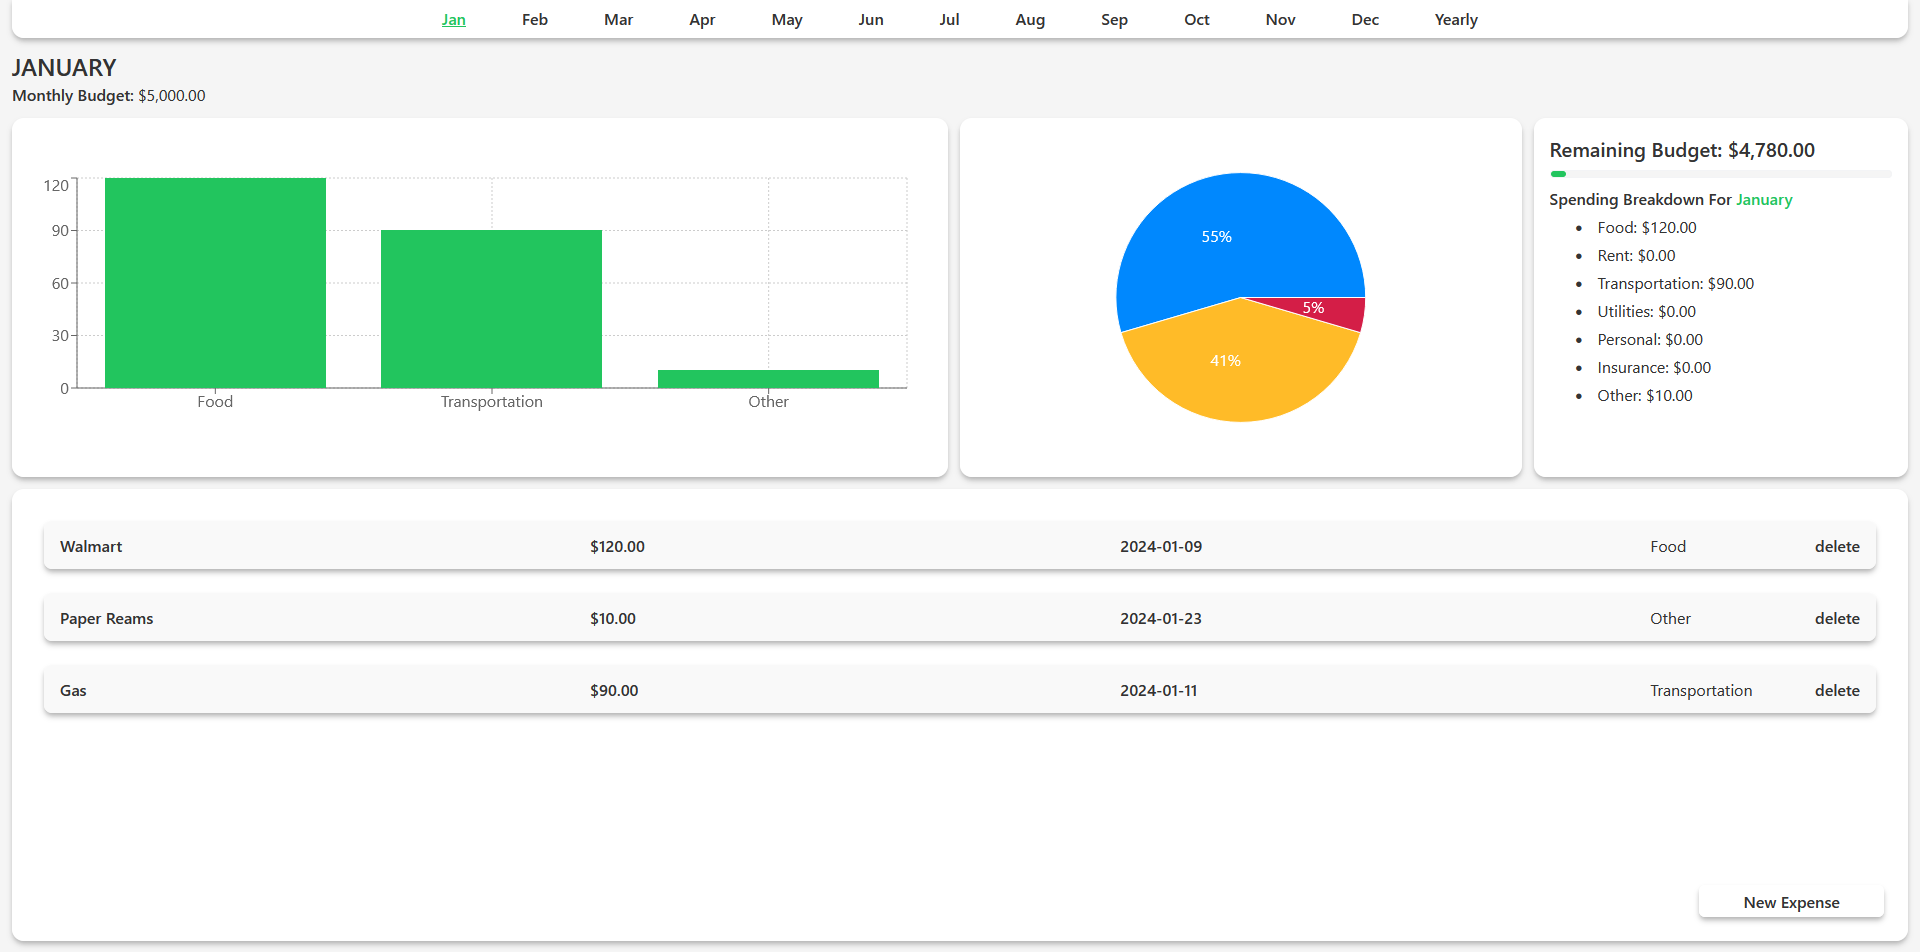 Jan Feb Mar Apr May Jun Jul Aug Sep Oct Nov Dec Yearly
JANUARY
Monthly Budget: $5,000.00
120
90
60
30
0
Food Transportation Other
55%
5%
41%
Remaining Budget: $4,780.00
Spending Breakdown For January
Food: $120.00
Rent: $0.00
Transportation: $90.00
Utilities: $0.00
Personal: $0.00
Insurance: $0.00
Other: $10.00
Walmart $120.00 2024-01-09 Food delete
Paper Reams $10.00 2024-01-23 Other delete
Gas $90.00 2024-01-11 Transportation delete
New Expense